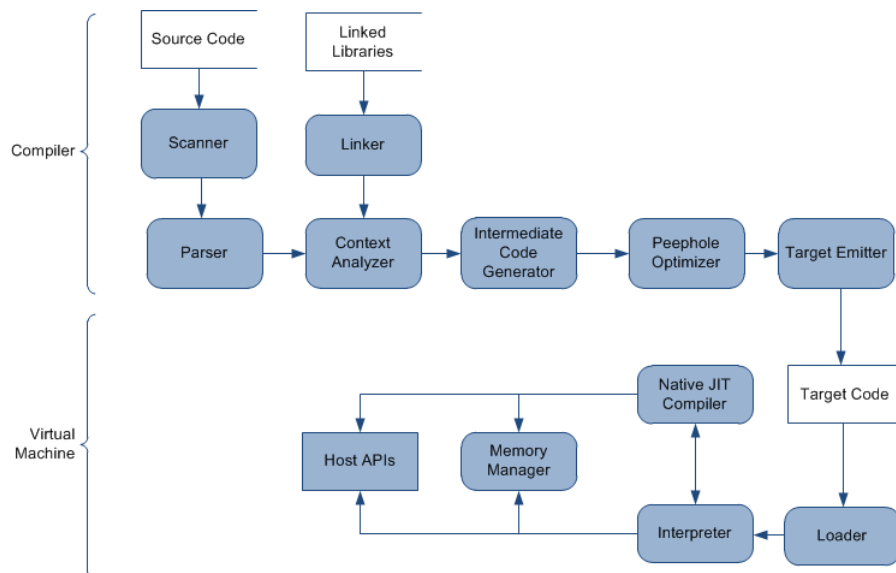 Source Code
Linked
Libraries
Compiler
Scanner
Linker
Parser
Context
Analyzer
Intermediate
Code
Generator
Peephole
Optimizer
Target Emitter
Virtual
Machine
Native JIT
Compiler
Target Code
Host APIs
Memory
Manager
Interpreter
Loader